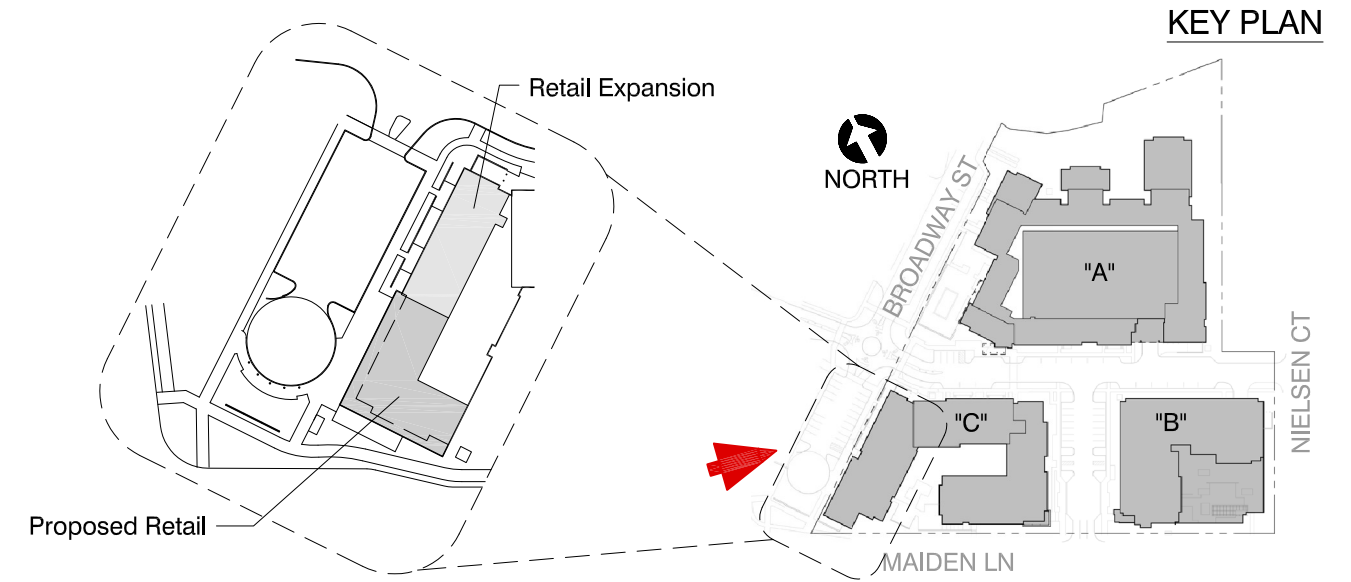 KEY PLAN
Retail Expansion
NORTH
BROADWAY ST
"A"
NIELSEN CT
"C"
"B"
Proposed Retail
MAIDEN LN